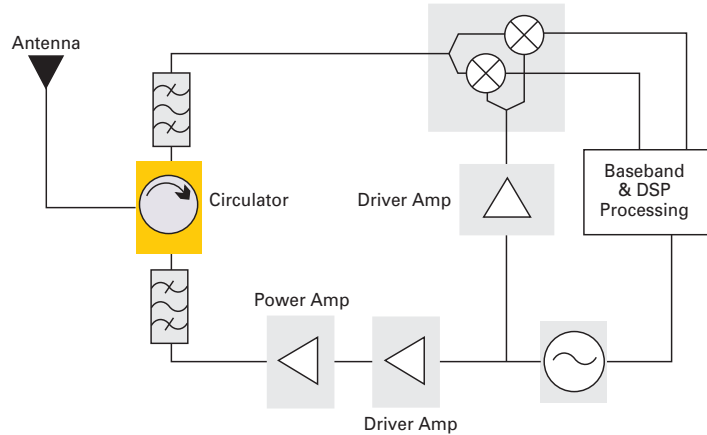 Antenna
Circulator
Driver Amp
Baseband
& DSP
Processing
Power Amp
Driver Amp